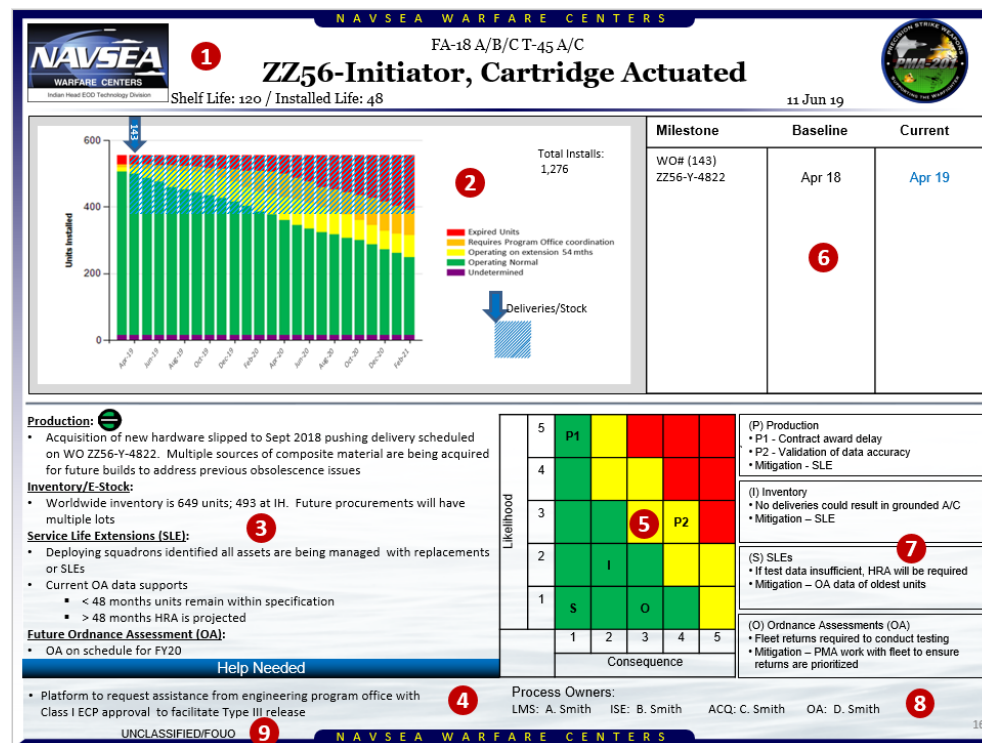 NAVSEA WARFARE CENTERS
NAVSEA
WARFARE CENTERS
Indian Head EOD Technology Division
1
FA-18 A/B/C T-45 A/C
ZZ56-Initiator, Cartridge Actuated
Shelf Life: 120 / Installed Life: 48
11 Jun 19
PRECISION STRIKE WEAPONS
PMA-201
SUPPORTING THE WARFIGHTER
143
600
400
200
0
Units Installed
Apr-19
Jun-19
Aug-19
Oct-19
Dec-19
Feb-20
Apr-20
Jun-20
Aug-20
Oct-20
Dec-20
Feb-21
Total Installs:
1,276
2
Expired Units
Requires Program Office coordination
Operating on extension 54 mths
Operating Normal
Undetermined
Deliveries/Stock
Milestone Baseline Current
WO# (143)
ZZ56-Y-4822 Apr 18 Apr 19
6
Production:
• Acquisition of new hardware slipped to Sept 2018 pushing delivery scheduled
on WO ZZ56-Y-4822. Multiple sources of composite material are being acquired
for future builds to address previous obsolescence issues
Inventory/E-Stock:
• Worldwide inventory is 649 units; 493 at IH. Future procurements will have
multiple lots
3
Service Life Extensions (SLE):
• Deploying squadrons identified all assets are being managed with replacements
or SLEs
• Current OA data supports
▪ < 48 months units remain within specification
▪ > 48 months HRA is projected
Future Ordnance Assessment (OA):
• OA on schedule for FY20
Help Needed
• Platform to request assistance from engineering program office with
Class I ECP approval to facilitate Type III release
4
Likelihood
5 P1
4
3 5 P2
2 I
1 S O
1 2 3 4 5
Consequence
(P) Production
• P1 - Contract award delay
• P2 - Validation of data accuracy
• Mitigation - SLE
(I) Inventory
• No deliveries could result in grounded A/C
• Mitigation – SLE
7
(S) SLEs
• If test data insufficient, HRA will be required
• Mitigation – OA data of oldest units
(O) Ordnance Assessments (OA)
• Fleet returns required to conduct testing
• Mitigation – PMA work with fleet to ensure
returns are prioritized
Process Owners:
LMS: A. Smith ISE: B. Smith ACQ: C. Smith OA: D. Smith
8
16
UNCLASSIFIED/FOUO
9
NAVSEA WARFARE CENTERS